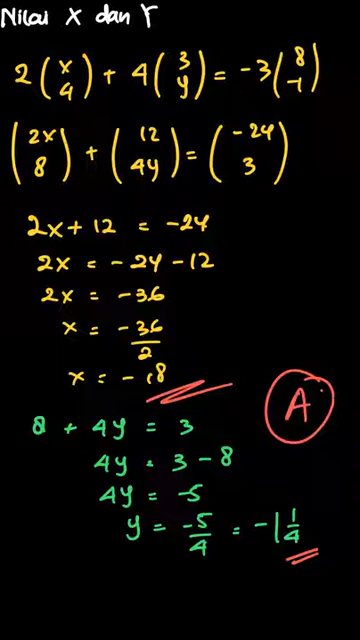 Nilai X dan Y
2(x 4) + 4(3 y) = -3(8 -1)
(2x 8) + (12 4y) = (-24 3)
2x + 12 = -24
2x = -24 - 12
2x = -36
x = -36/2
x = -18
A
8 + 4y = 3
4y = 3 - 8
4y = -5
y = -5/4 = -1 1/4